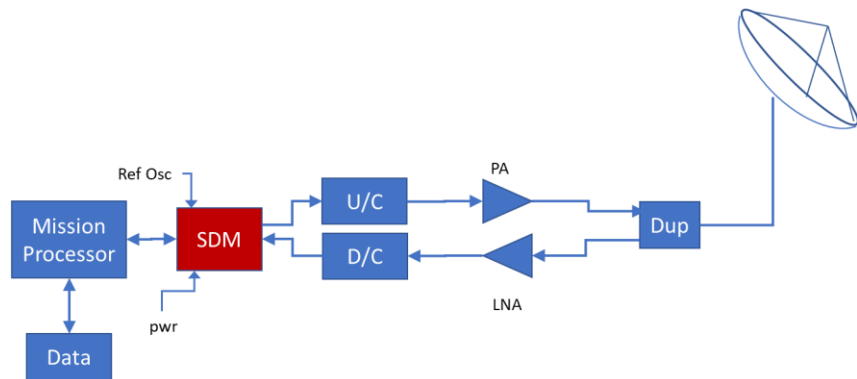 PA
Ref Osc
U/C
Mission
Processor
SDM
Dup
D/C
LNA
pwr
Data